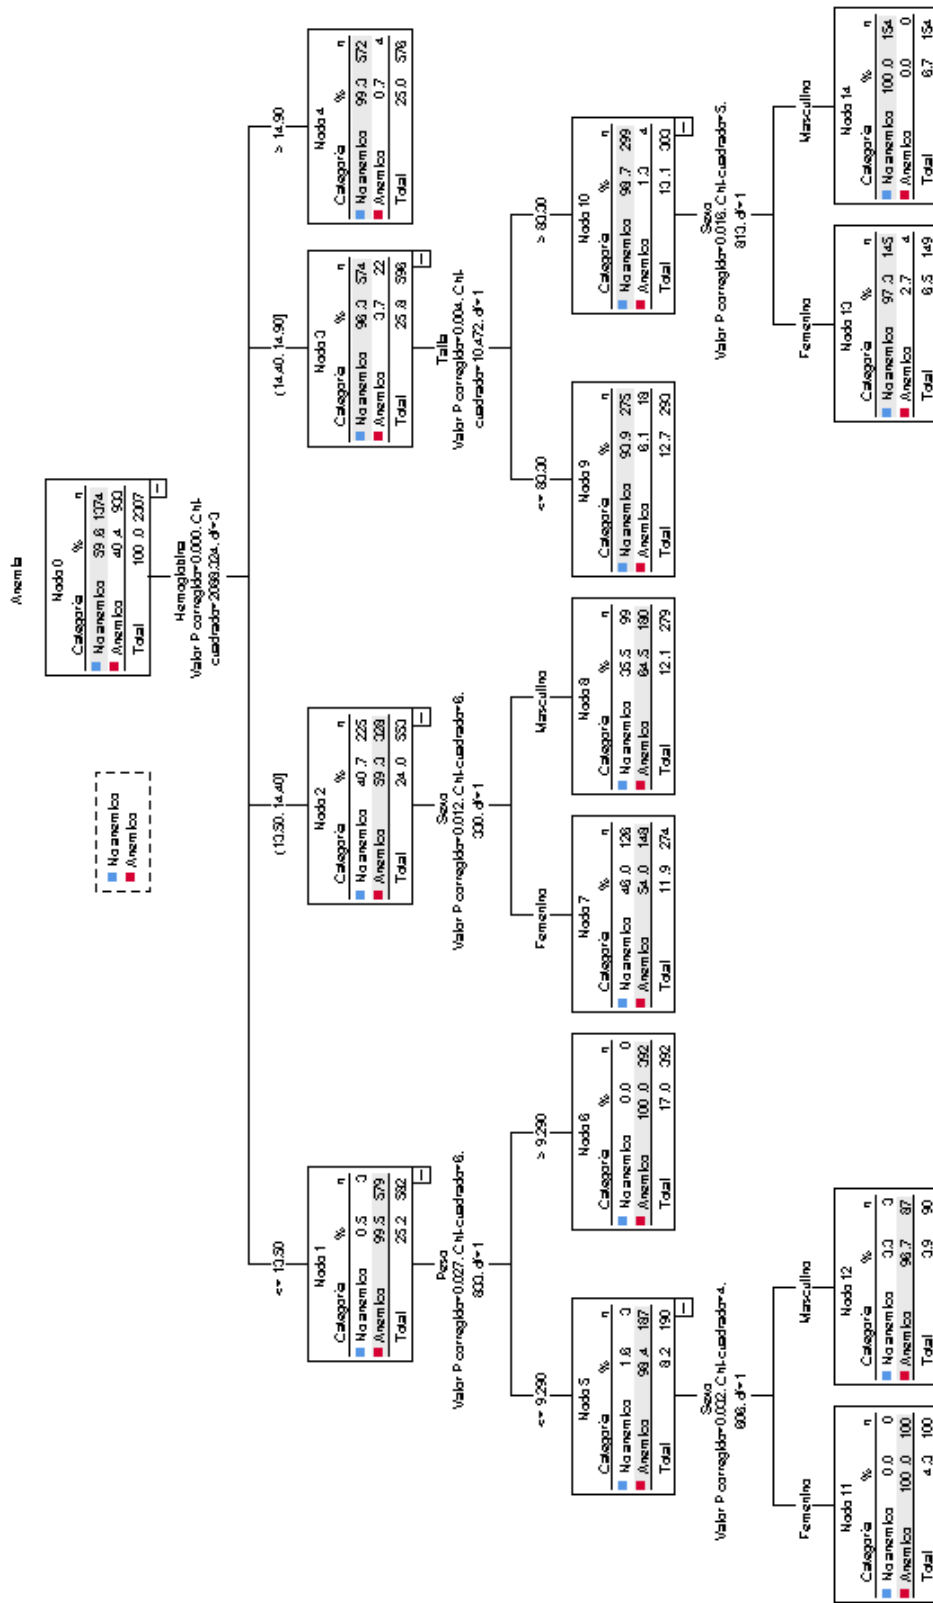 Anemia
No anemico
Anemico
Nodo 0
Categoría % n
No anemico 59.6 1374
Anemico 40.4 933
Total 100.0 2307
Hemoglobina
Valor P corregido=0.000, Chi-
cuadrado=2088.324, df=3
<= 13.60
(13.60, 14.40]
(14.40, 14.90]
> 14.90
Nodo 1
Categoría % n
No anemico 0.5 3
Anemico 99.5 579
Total 25.2 582
Nodo 2
Categoría % n
No anemico 40.7 225
Anemico 59.3 328
Total 24.0 553
Nodo 3
Categoría % n
No anemico 96.3 574
Anemico 3.7 22
Total 25.8 596
Nodo 4
Categoría % n
No anemico 99.3 572
Anemico 0.7 4
Total 25.0 576
Peso
Valor P corregido=0.027, Chi-cuadrado=6.
df=1
Sexo
Valor P corregido=0.012, Chi-cuadrado=6.
df=1
Talla
Valor P corregido=0.004, Chi-
cuadrado=10.472, df=1
<= 9.290
> 9.290
Femenino
Masculino
<= 80.00
> 80.00
Nodo 5
Categoría % n
No anemico 1.6 3
Anemico 98.4 187
Total 8.2 190
Nodo 6
Categoría % n
No anemico 0.0 0
Anemico 100.0 392
Total 17.0 392
Nodo 7
Categoría % n
No anemico 46.0 126
Anemico 54.0 148
Total 11.9 274
Nodo 8
Categoría % n
No anemico 35.5 99
Anemico 64.5 180
Total 12.1 279
Nodo 9
Categoría % n
No anemico 93.9 275
Anemico 6.1 18
Total 12.7 293
Nodo 10
Categoría % n
No anemico 98.7 299
Anemico 1.3 4
Total 13.1 303
Sexo
Valor P corregido=0.032, Chi-cuadrado=4.
df=1
Sexo
Valor P corregido=0.016, Chi-cuadrado=5.
813, df=1
Femenino
Masculino
Femenino
Masculino
Nodo 11
Categoría % n
No anemico 0.0 0
Anemico 100.0 100
Total 4.3 100
Nodo 12
Categoría % n
No anemico 3.3 3
Anemico 96.7 87
Total 3.9 90
Nodo 13
Categoría % n
No anemico 97.3 145
Anemico 2.7 4
Total 6.5 149
Nodo 14
Categoría % n
No anemico 100.0 154
Anemico 0.0 0
Total 6.7 154